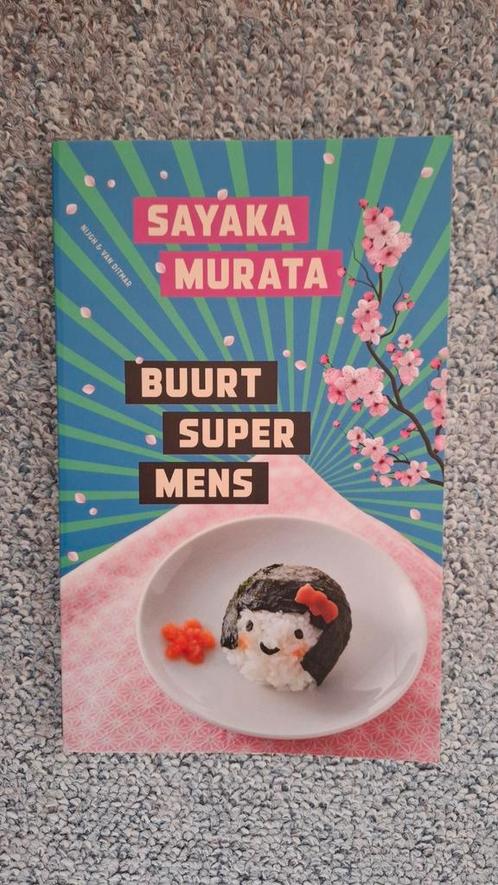 SAYAKA
MURATA
NIJGH & VAN DITMAR
BUURT
SUPER
MENS